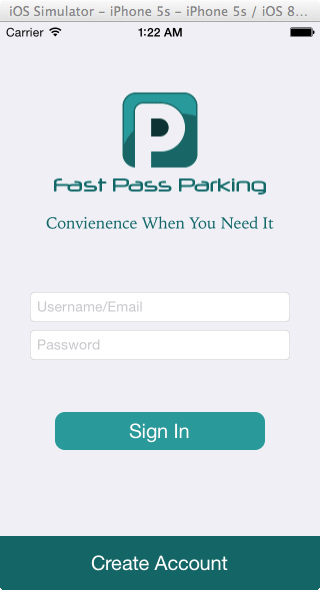 iOS Simulator – iPhone 5s – iPhone 5s / iOS 8...
Carrier 1:22 AM
P
Fast Pass Parking
Convienence When You Need It
Username/Email
Password
Sign In
Create Account